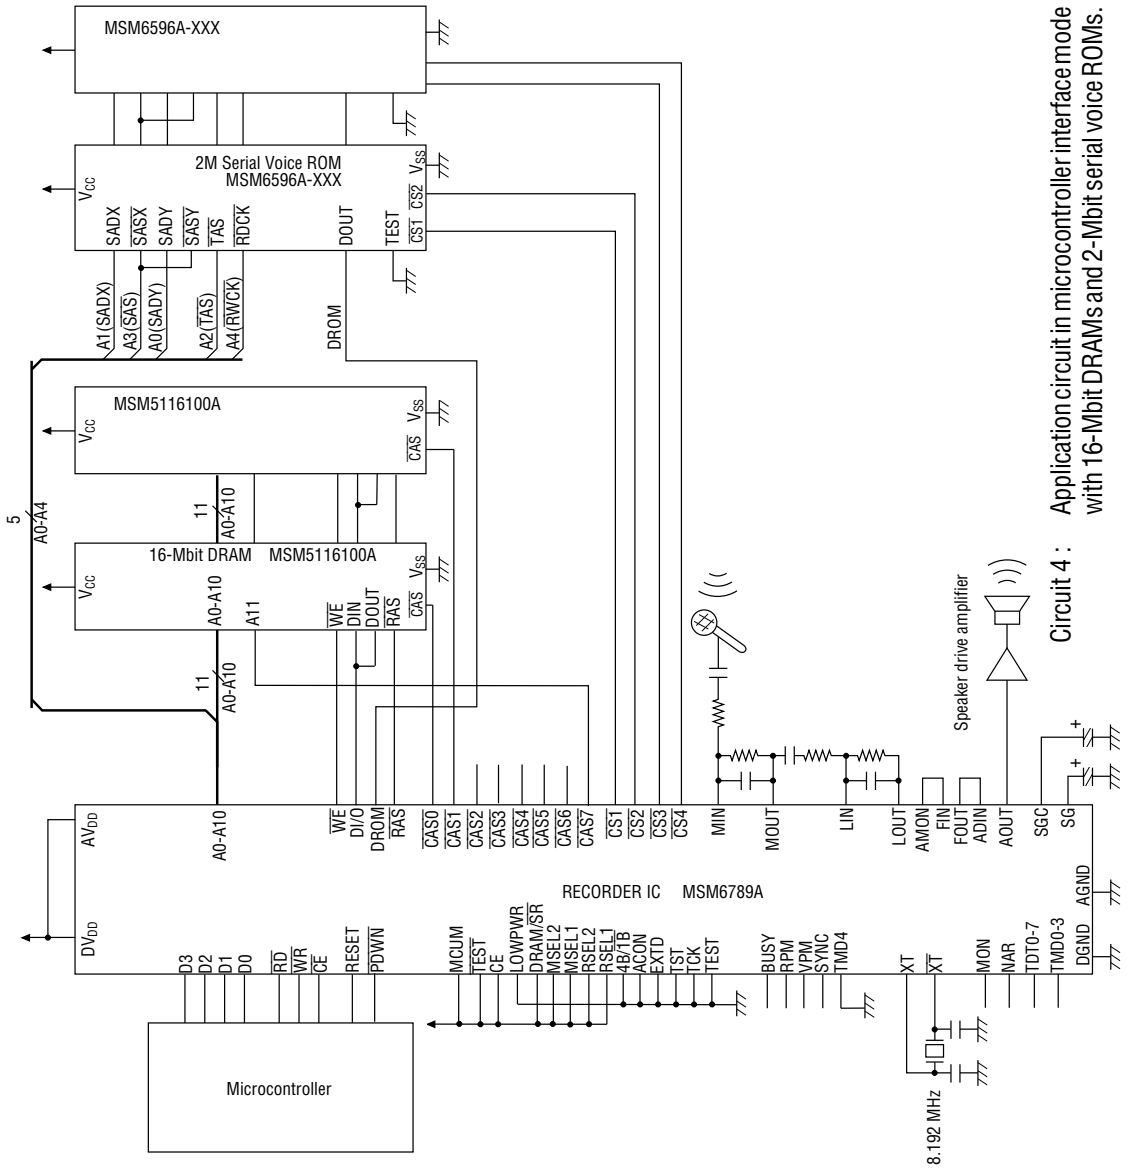 MSM6596A-XXX
2M Serial Voice ROM
MSM6596A-XXX
VCC
VSS
SADX
SASX
SADY
SASY
TAS
RDCK
DOUT
TEST
CS1
CS2
A1(SADX)
A3(SAS)
A0(SADY)
A2(TAS)
A4(RWCK)
DROM
MSM5116100A
VCC
VSS
CAS
5
A0-A4
11
A0-A10
16-Mbit DRAM MSM5116100A
VCC
VSS
A0-A10
A11
WE
DIN
DOUT
RAS
CAS
11
A0-A10
Speaker drive amplifier
AVDD
DVDD
A0-A10
WE
DI/O
DROM
RAS
CAS0
CAS1
CAS2
CAS3
CAS4
CAS5
CAS6
CAS7
CS1
CS2
CS3
CS4
MIN
MOUT
LIN
LOUT
AMON
FIN
FOUT
ADIN
AOUT
SGC
SG
+
+
RECORDER IC MSM6789A
AGND
DGND
D3
D2
D1
D0
RD
WR
CE
RESET
PDWN
MCUM
TEST
CE
LOWPWR
DRAM/SR
MSEL2
MSEL1
RSEL2
RSEL1
4B/1B
ACON
EXTD
TST
TCK
TEST
BUSY
RPM
VPM
SYNC
TMD4
XT
XT
MON
NAR
TDT0-7
TMD0-3
Microcontroller
8.192 MHz
Circuit 4 : Application circuit in microcontroller interface mode
with 16-Mbit DRAMs and 2-Mbit serial voice ROMs.